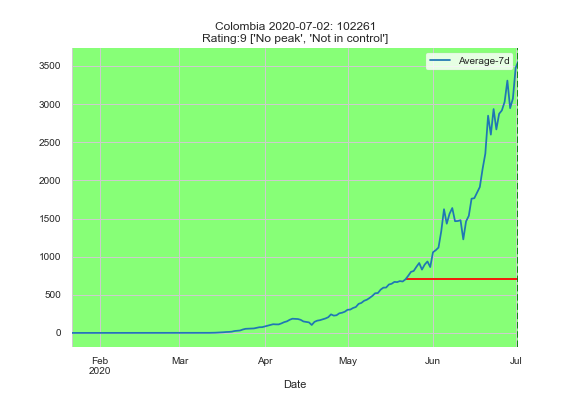 Colombia 2020-07-02: 102261
Rating:9 ['No peak', 'Not in control']
Average-7d
3500
3000
2500
2000
1500
1000
500
0
Feb Mar Apr May Jun Jul
2020
Date